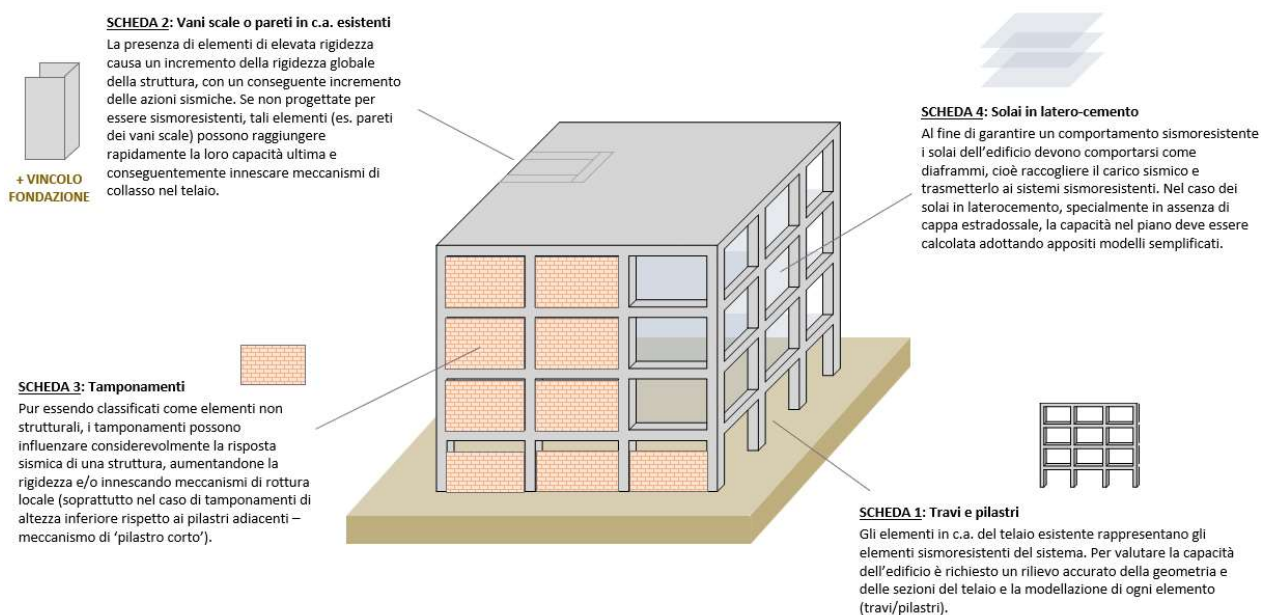 SCHEDA 2: Vani scale o pareti in c.a. esistenti
La presenza di elementi di elevata rigidezza
causa un incremento della rigidezza globale
della struttura, con un conseguente incremento
delle azioni sismiche. Se non progettate per
essere sismoresistenti, tali elementi (es. pareti
dei vani scale) possono raggiungere
rapidamente la loro capacità ultima e
conseguentemente innescare meccanismi di
collasso nel telaio.
+ VINCOLO
FONDAZIONE
SCHEDA 4: Solai in latero-cemento
Al fine di garantire un comportamento sismoresistente
i solai dell'edificio devono comportarsi come
diaframmi, cioè raccogliere il carico sismico e
trasmetterlo ai sistemi sismoresistenti. Nel caso dei
solai in laterocemento, specialmente in assenza di
cappa estradossale, la capacità nel piano deve essere
calcolata adottando appositi modelli semplificati.
SCHEDA 3: Tamponamenti
Pur essendo classificati come elementi non
strutturali, i tamponamenti possono
influenzare considerevolmente la risposta
sismica di una struttura, aumentandone la
rigidezza e/o innescando meccanismi di rottura
locale (soprattutto nel caso di tamponamenti di
altezza inferiore rispetto ai pilastri adiacenti –
meccanismo di 'pilastro corto').
SCHEDA 1: Travi e pilastri
Gli elementi in c.a. del telaio esistente rappresentano gli
elementi sismoresistenti del sistema. Per valutare la capacità
dell'edificio è richiesto un rilievo accurato della geometria e
delle sezioni del telaio e la modellazione di ogni elemento
(travi/pilastri).